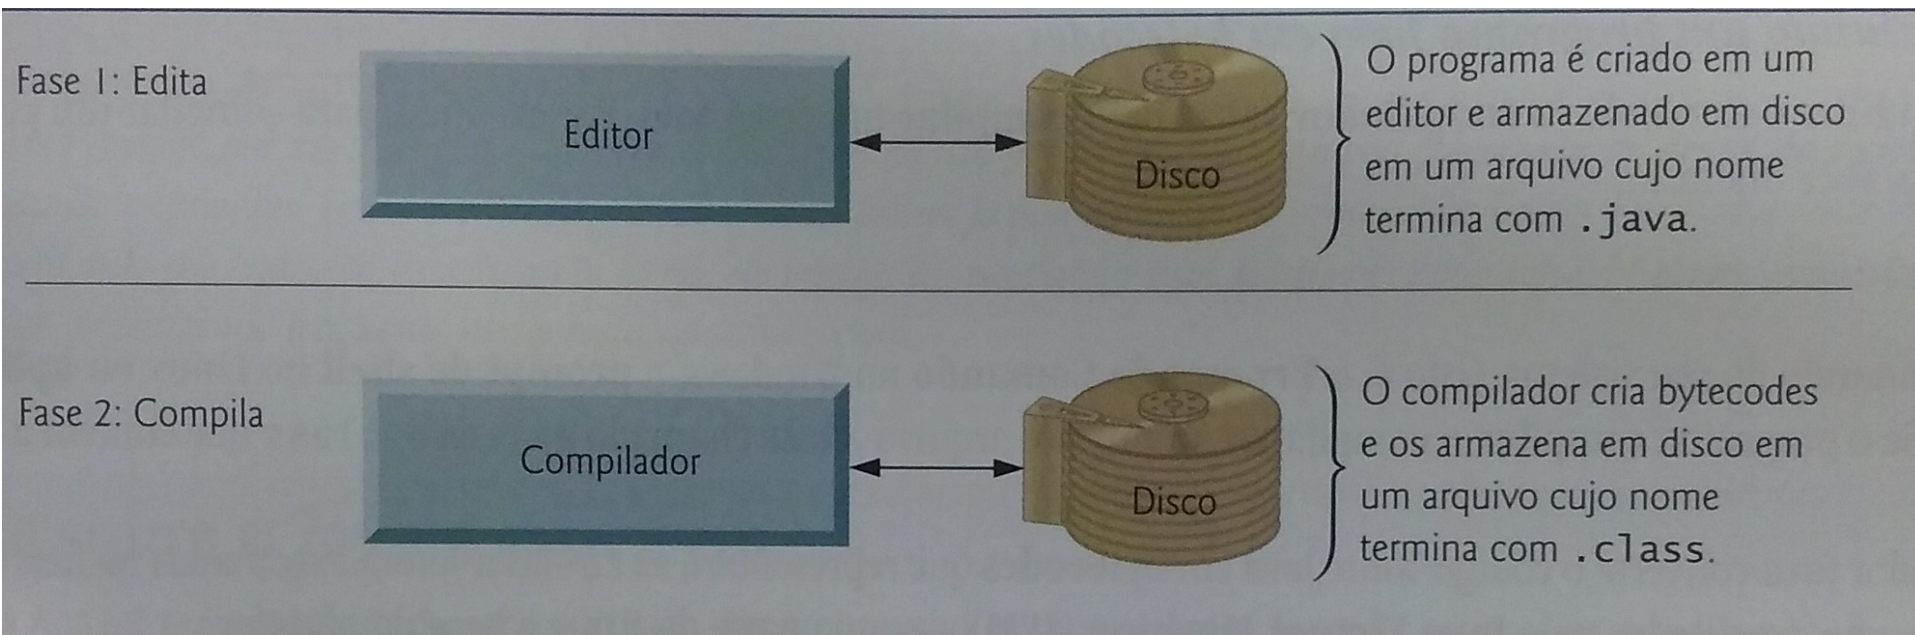 Fase 1: Edita
Editor
Disco
O programa é criado em um
editor e armazenado em disco
em um arquivo cujo nome
termina com .java.
Fase 2: Compila
Compilador
Disco
O compilador cria bytecodes
e os armazena em disco em
um arquivo cujo nome
termina com .class.